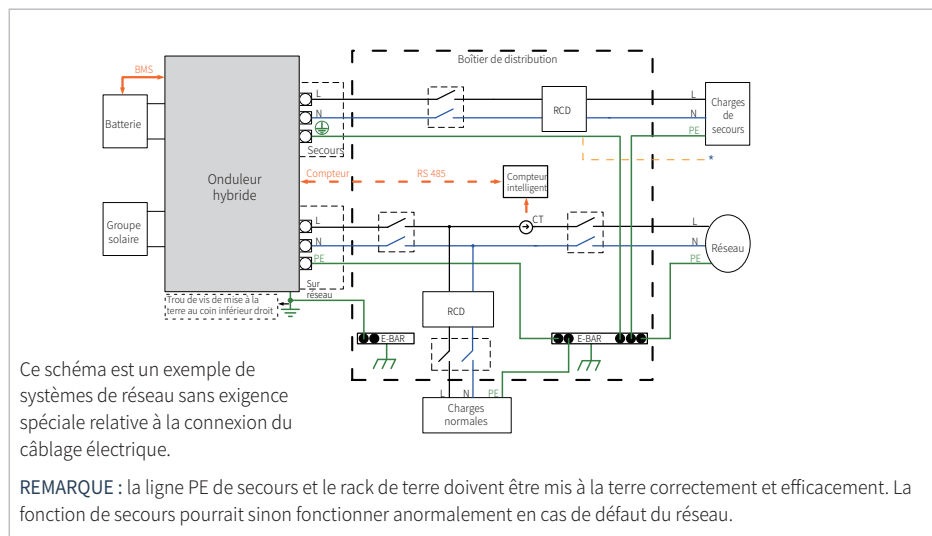 Boîtier de distribution
BMS
Batterie
L
N
Secours
RCD
L
N
PE
Charges
de
secours
*
Onduleur
hybride
Compteur
RS 485
Compteur
intelligent
Groupe
solaire
L
N
PE
Sur
réseau
CT
L
N
PE
Réseau
Trou de vis de mise à la
terre au coin inférieur droit
RCD
E-BAR
E-BAR
L
N
PE
Charges
normales
Ce schéma est un exemple de
systèmes de réseau sans exigence
spéciale relative à la connexion du
câblage électrique.
REMARQUE : la ligne PE de secours et le rack de terre doivent être mis à la terre correctement et efficacement. La
fonction de secours pourrait sinon fonctionner anormalement en cas de défaut du réseau.